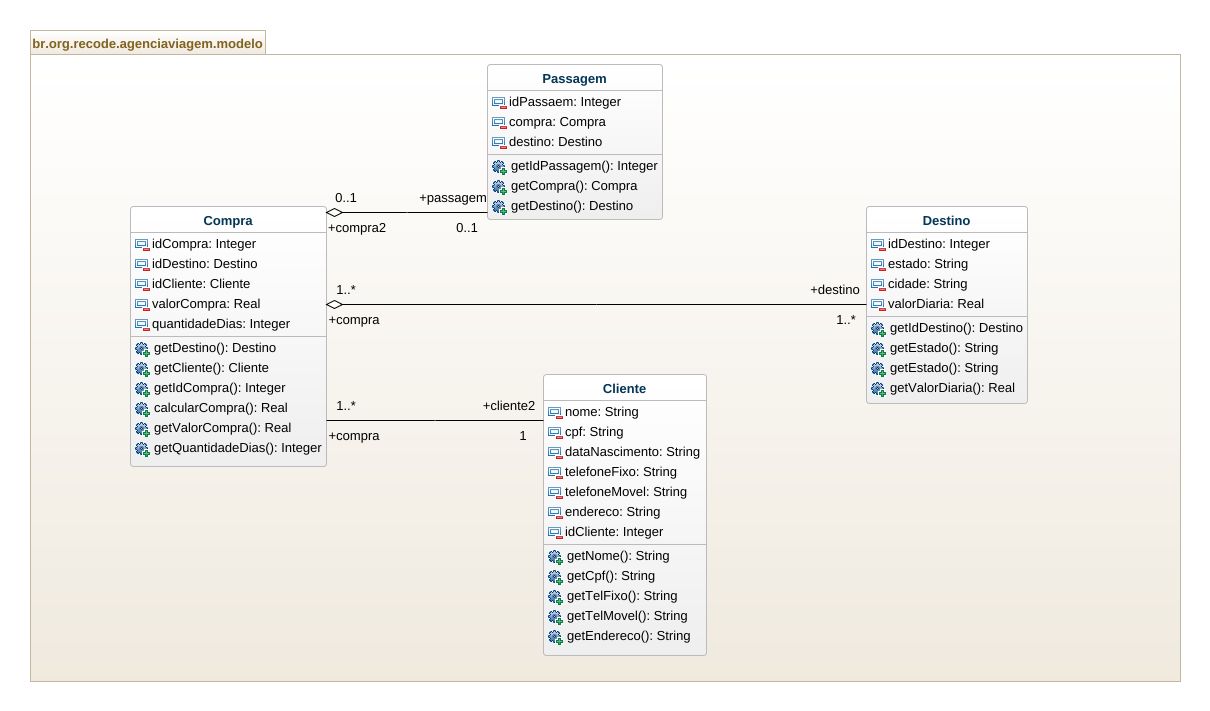 br.org.recode.agenciaviagem.modelo
Passagem
idPassaem: Integer
compra: Compra
destino: Destino
getIdPassagem(): Integer
getCompra(): Compra
getDestino(): Destino
0..1
+passagem
+compra2
0..1
Compra
idCompra: Integer
idDestino: Destino
idCliente: Cliente
valorCompra: Real
quantidadeDias: Integer
getDestino(): Destino
getCliente(): Cliente
getIdCompra(): Integer
calcularCompra(): Real
getValorCompra(): Real
getQuantidadeDias(): Integer
1..*
+destino
+compra
1..*
Destino
idDestino: Integer
estado: String
cidade: String
valorDiaria: Real
getIdDestino(): Destino
getEstado(): String
getEstado(): String
getValorDiaria(): Real
1..*
+cliente2
+compra
1
Cliente
nome: String
cpf: String
dataNascimento: String
telefoneFixo: String
telefoneMovel: String
endereco: String
idCliente: Integer
getNome(): String
getCpf(): String
getTelFixo(): String
getTelMovel(): String
getEndereco(): String